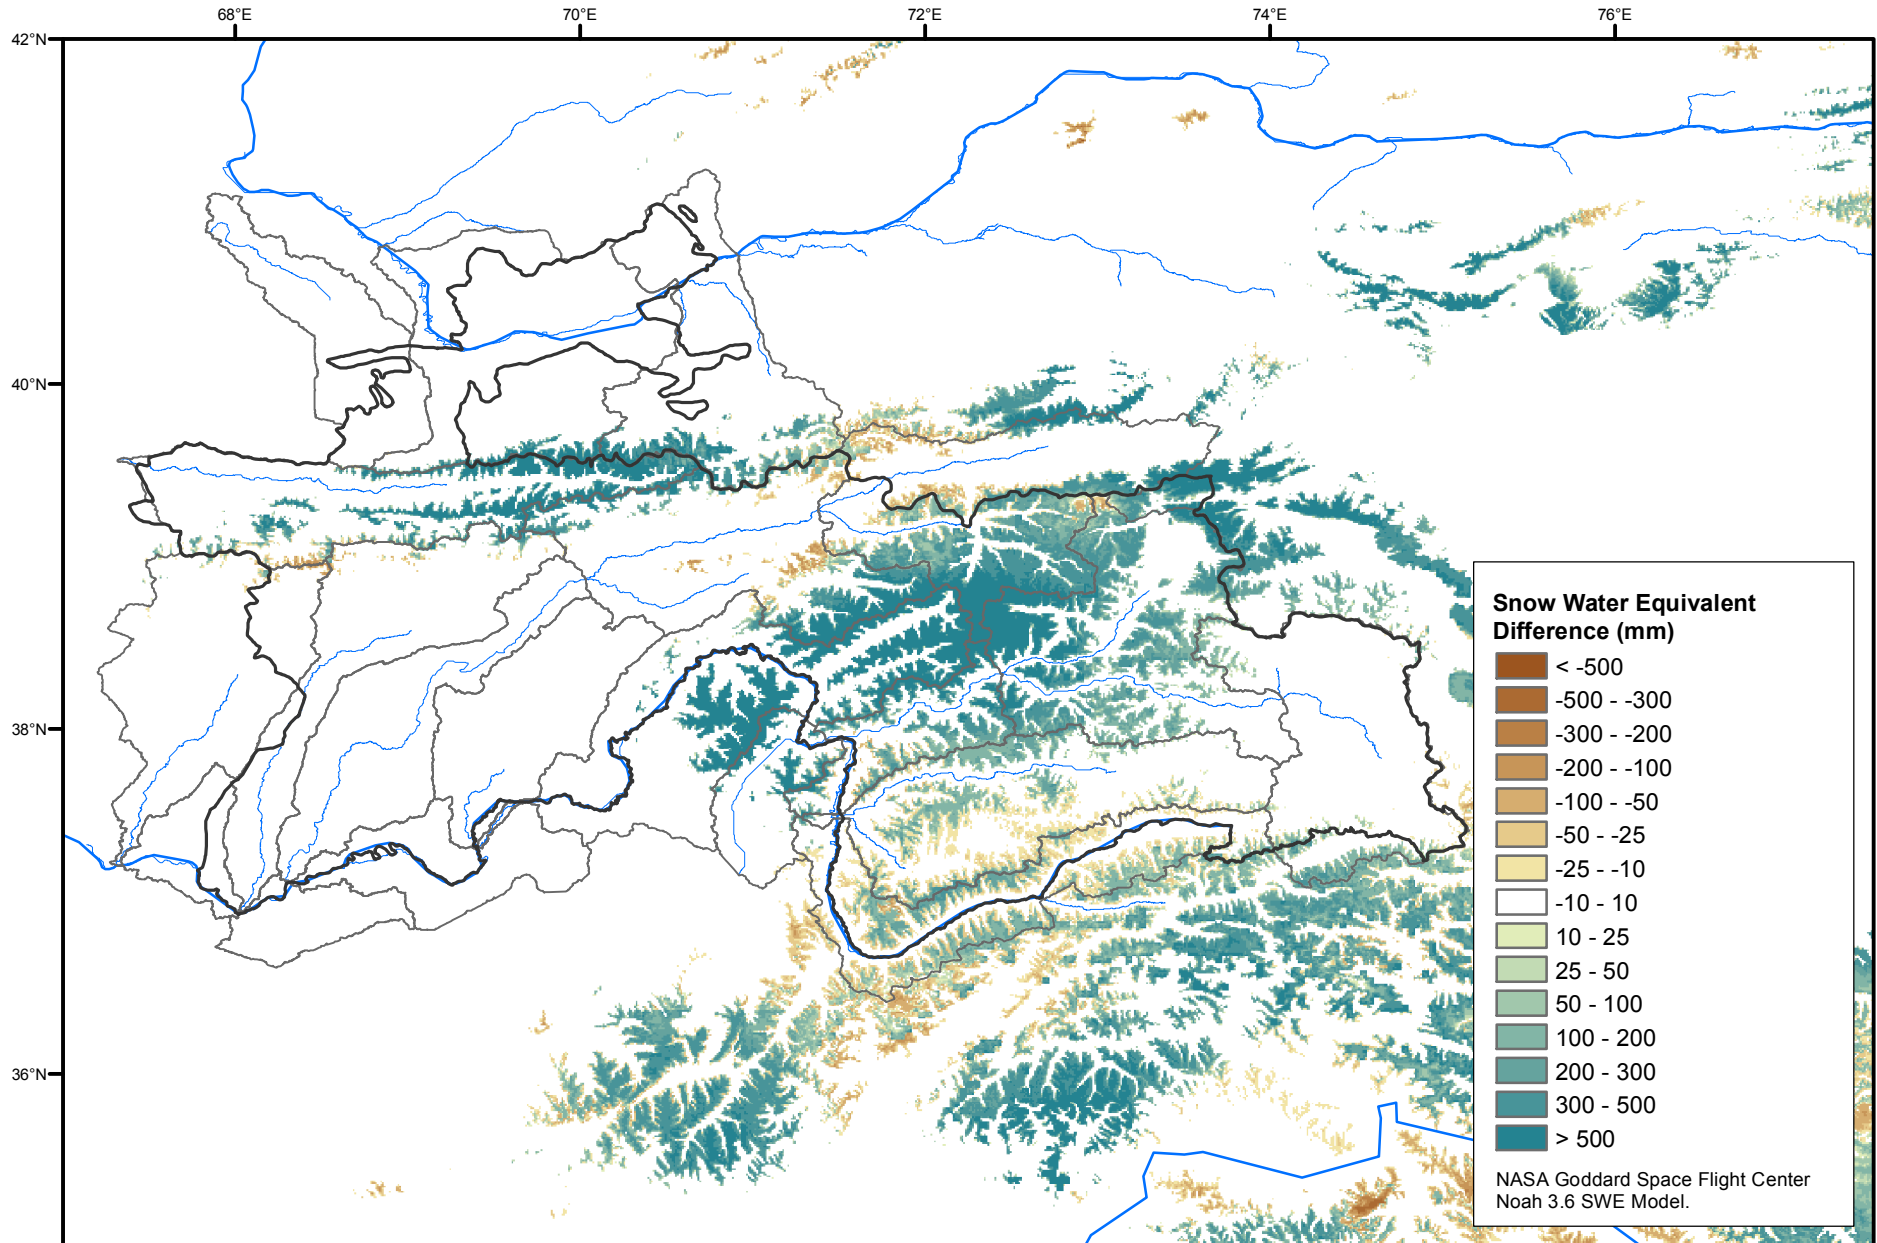 68°E
70°E
72°E
74°E
76°E
42°N
40°N
38°N
36°N
Snow Water Equivalent
Difference (mm)
< -500
-500 - -300
-300 - -200
-200 - -100
-100 - -50
-50 - -25
-25 - -10
-10 - 10
10 - 25
25 - 50
50 - 100
100 - 200
200 - 300
300 - 500
> 500
NASA Goddard Space Flight Center
Noah 3.6 SWE Model.